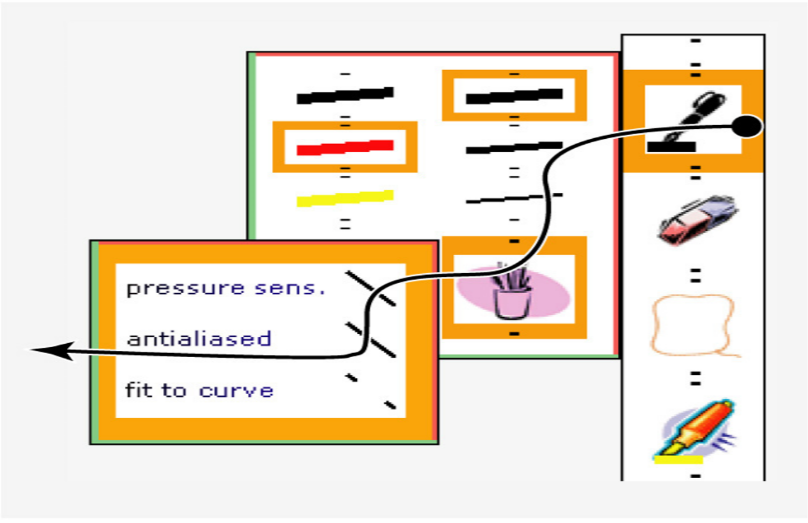 pressure sens.
antialiased
fit to curve